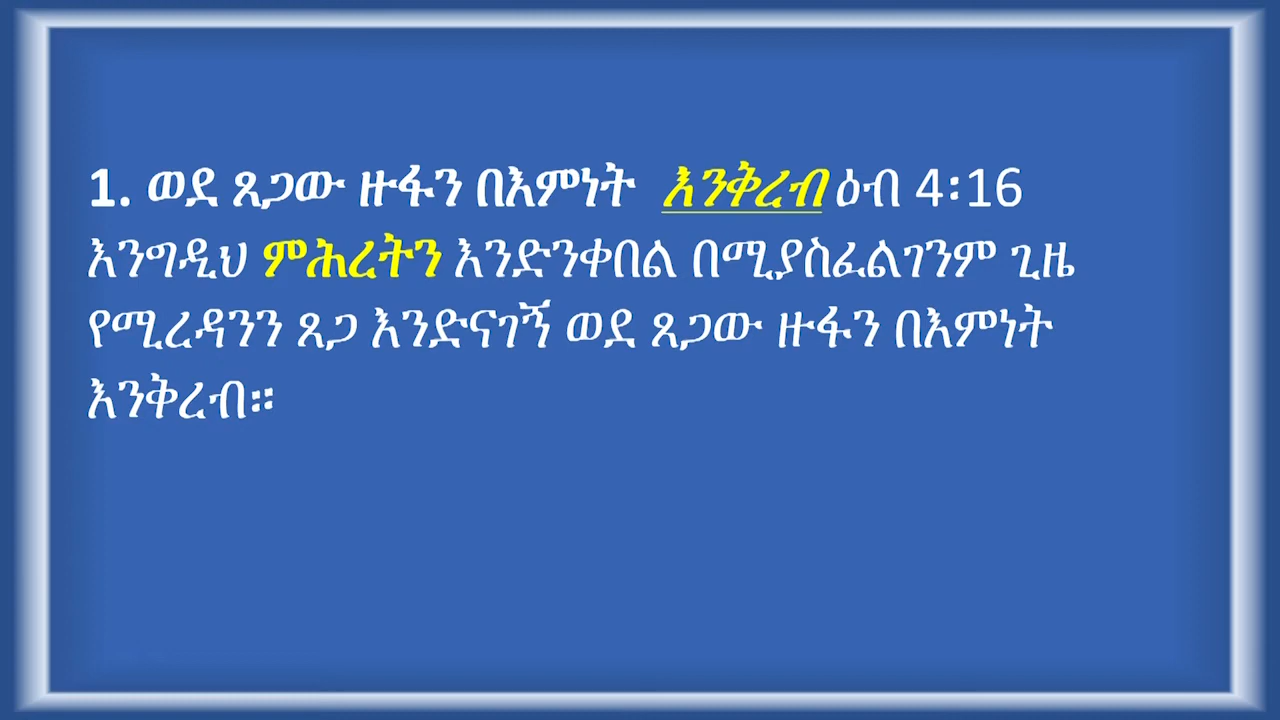 1. ወደ ጸጋው ዙፋን በእምነት እንቅረብ ዕብ 4፡16
እንግዲህ ምሕረትን እንድንቀበል በሚያስፈልገንም ጊዜ
የሚረዳንን ጸጋ እንድናገኝ ወደ ጸጋው ዙፋን በእምነት
እንቅረብ።